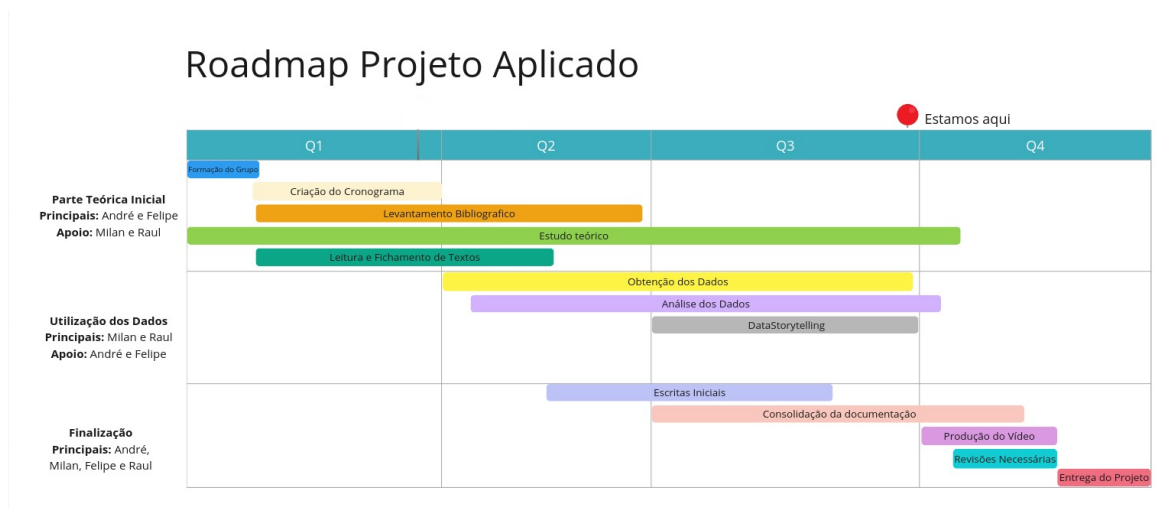 Roadmap Projeto Aplicado
Estamos aqui
Q1
Q2
Q3
Q4
Parte Teórica Inicial
Principais: André e Felipe
Apoio: Milan e Raul
Formação do Grupo
Criação do Cronograma
Levantamento Bibliografico
Estudo teórico
Leitura e Fichamento de Textos
Utilização dos Dados
Principais: Milan e Raul
Apoio: André e Felipe
Obtenção dos Dados
Análise dos Dados
DataStorytelling
Finalização
Principais: André,
Milan, Felipe e Raul
Escritas Iniciais
Consolidação da documentação
Produção do Vídeo
Revisões Necessárias
Entrega do Projeto